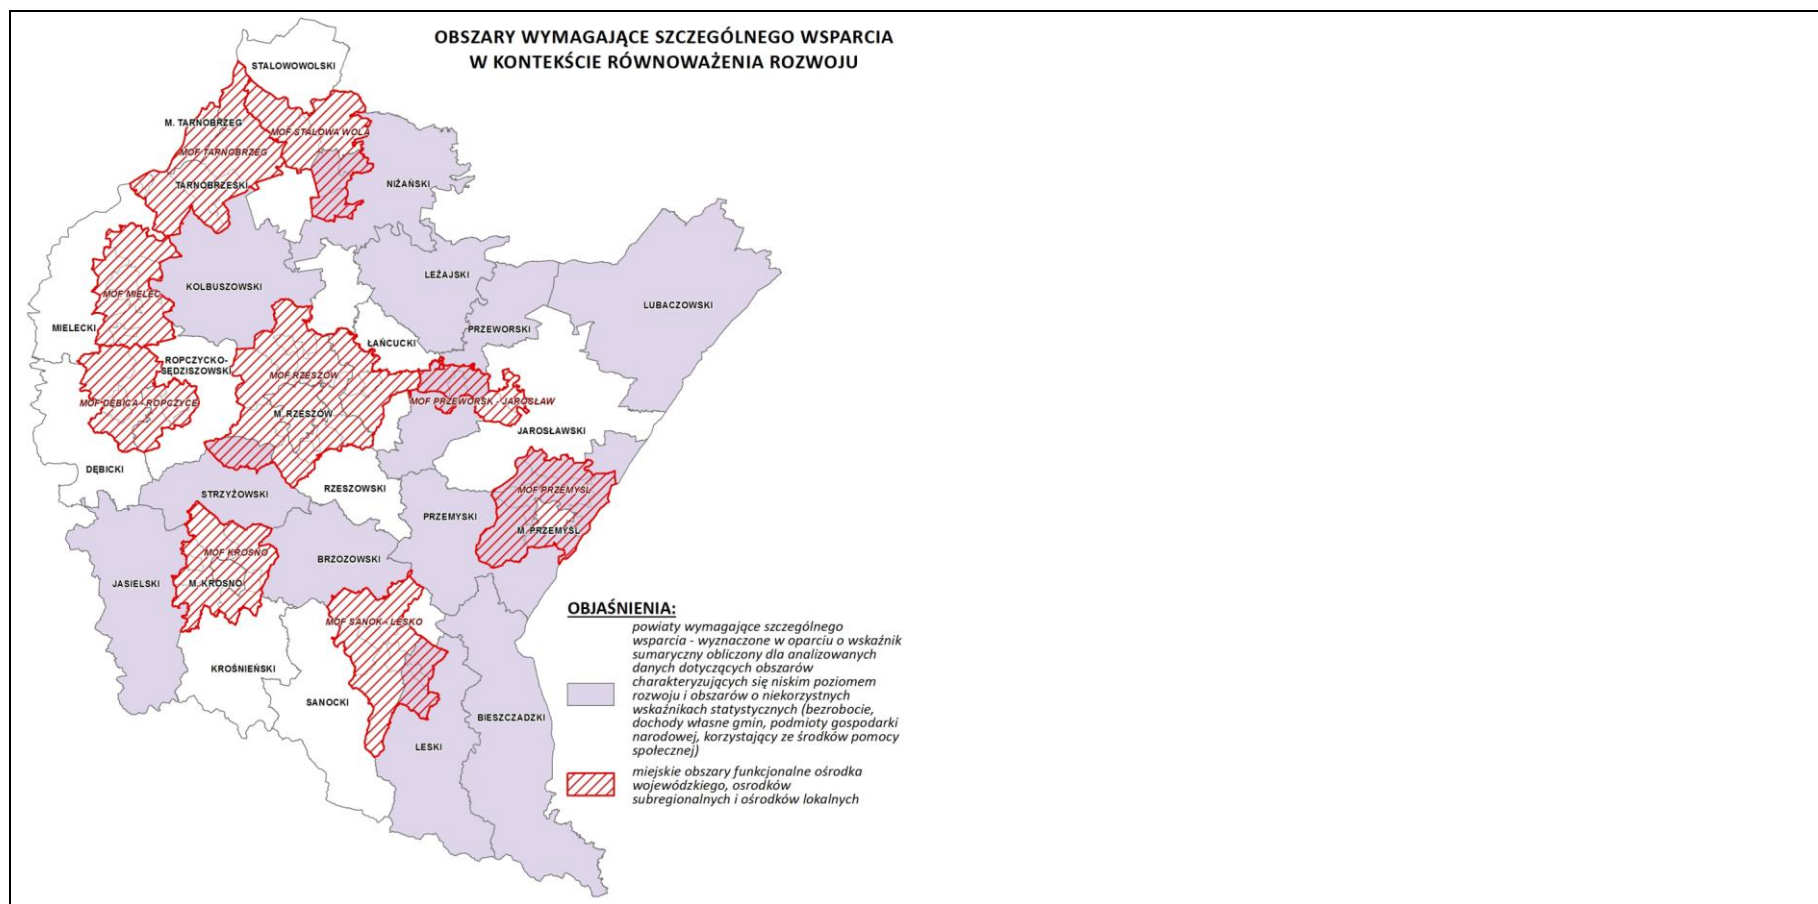 OBSZARY WYMAGAJĄCE SZCZEGÓLNEGO WSPARCIA
W KONTEKŚCIE RÓWNOWAŻENIA ROZWOJU
STALOWOWOLSKI
M. TARNOBRZEG
MOF STALOWA WOLA
MOF TARNOBRZEG
TARNOBRZESKI
NIŻAŃSKI
LEŻAJSKI
KOLBUSZOWSKI
MOF MIELEC
LUBACZOWSKI
MIELECKI
PRZEWORSKI
ŁAŃCUCKI
ROPCZYCKO-
SĘDZISZOWSKI
MOF RZESZÓW
MOF DĘBICA - ROPCZYCE
MOF PRZEWORSK - JAROSŁAW
M. RZESZÓW
JAROSŁAWSKI
DĘBICKI
RZESZOWSKI
MOF PRZEMYŚL
STRZYŻOWSKI
PRZEMYSKI
M. PRZEMYŚL
MOF KROSNO
BRZOZOWSKI
JASIELSKI
M. KROSNO
MOF SANOK - LESKO
KROŚNIEŃSKI
SANOCKI
BIESZCZADZKI
LESKI
OBJAŚNIENIA:
powiaty wymagające szczególnego
wsparcia - wyznaczone w oparciu o wskaźnik
sumaryczny obliczony dla analizowanych
danych dotyczących obszarów
charakteryzujących się niskim poziomem
rozwoju i obszarów o niekorzystnych
wskaźnikach statystycznych (bezrobocie,
dochody własne gmin, podmioty gospodarki
narodowej, korzystający ze środków pomocy
społecznej)
miejskie obszary funkcjonalne ośrodka
wojewódzkiego, osrodków
subregionalnych i ośrodków lokalnych